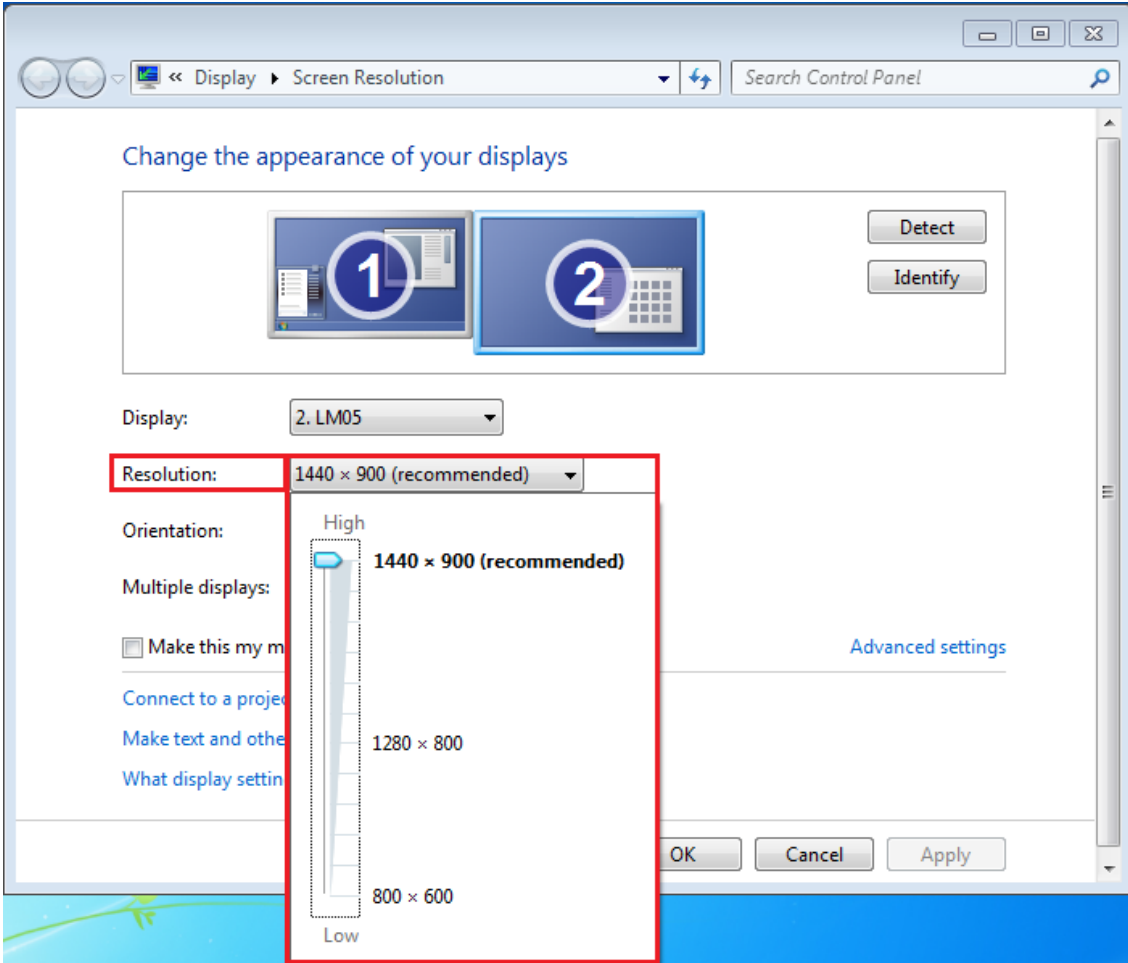 « Display ▸ Screen Resolution
Search Control Panel
Change the appearance of your displays
1
2
Detect
Identify
Display:
2. LM05
Resolution:
1440 × 900 (recommended)
Orientation:
High
1440 × 900 (recommended)
Multiple displays:
Make this my m
Advanced settings
Connect to a projec
Make text and othe
1280 × 800
What display settin
OK
Cancel
Apply
800 × 600
Low